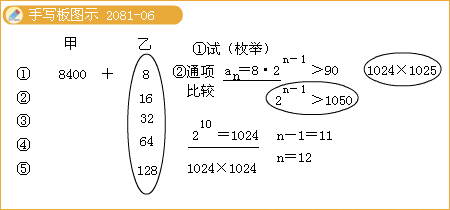 手写板图示 2081-06
甲 乙
① 8400 + 8
② 16
③ 32
④ 64
⑤ 128
①试(枚举)
②通项 aₙ=8·2ⁿ⁻¹>90
比较 2ⁿ⁻¹>1050
1024×1025
2¹⁰=1024
1024×1024
n-1=11
n=12